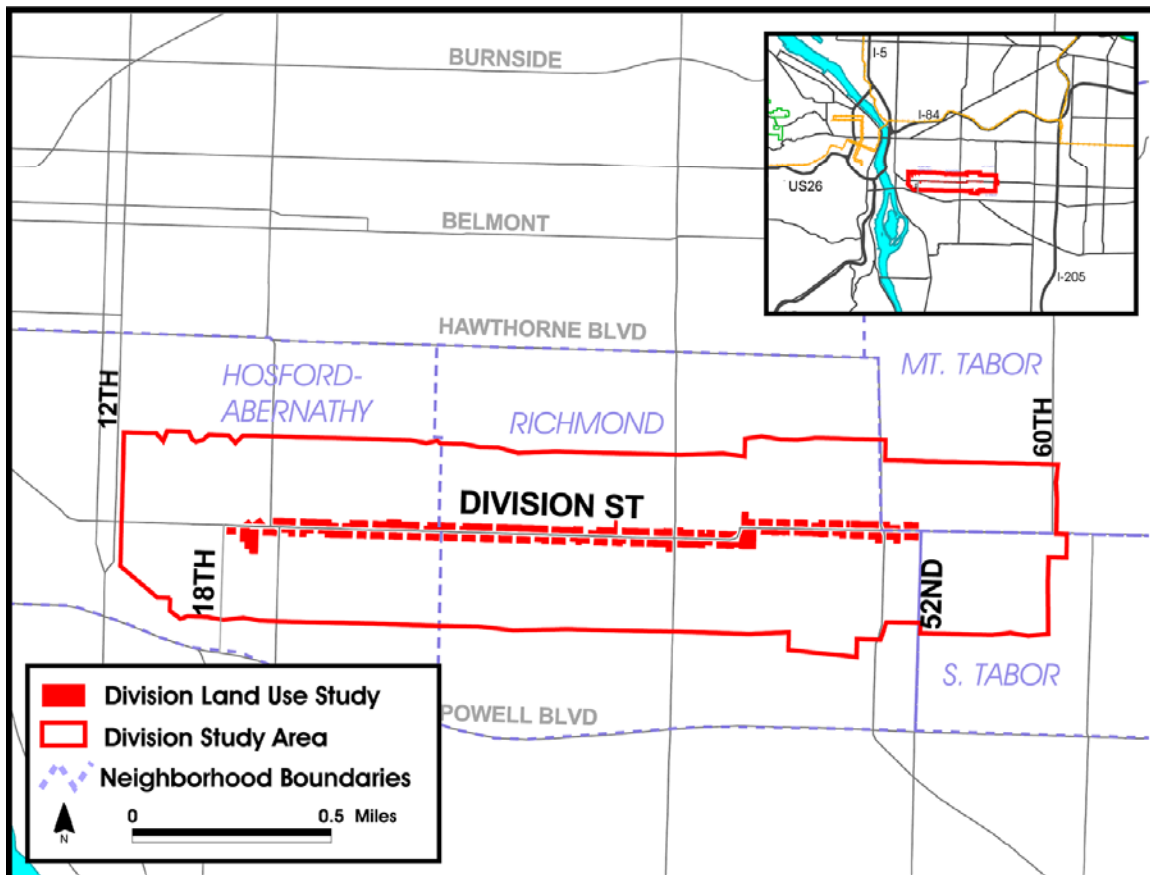 BURNSIDE
I-5
I-84
US26
I-205
BELMONT
HAWTHORNE BLVD
12TH
HOSFORD-
ABERNATHY
RICHMOND
MT. TABOR
60TH
DIVISION ST
18TH
52ND
S. TABOR
POWELL BLVD
Division Land Use Study
Division Study Area
Neighborhood Boundaries
0 0.5 Miles
N